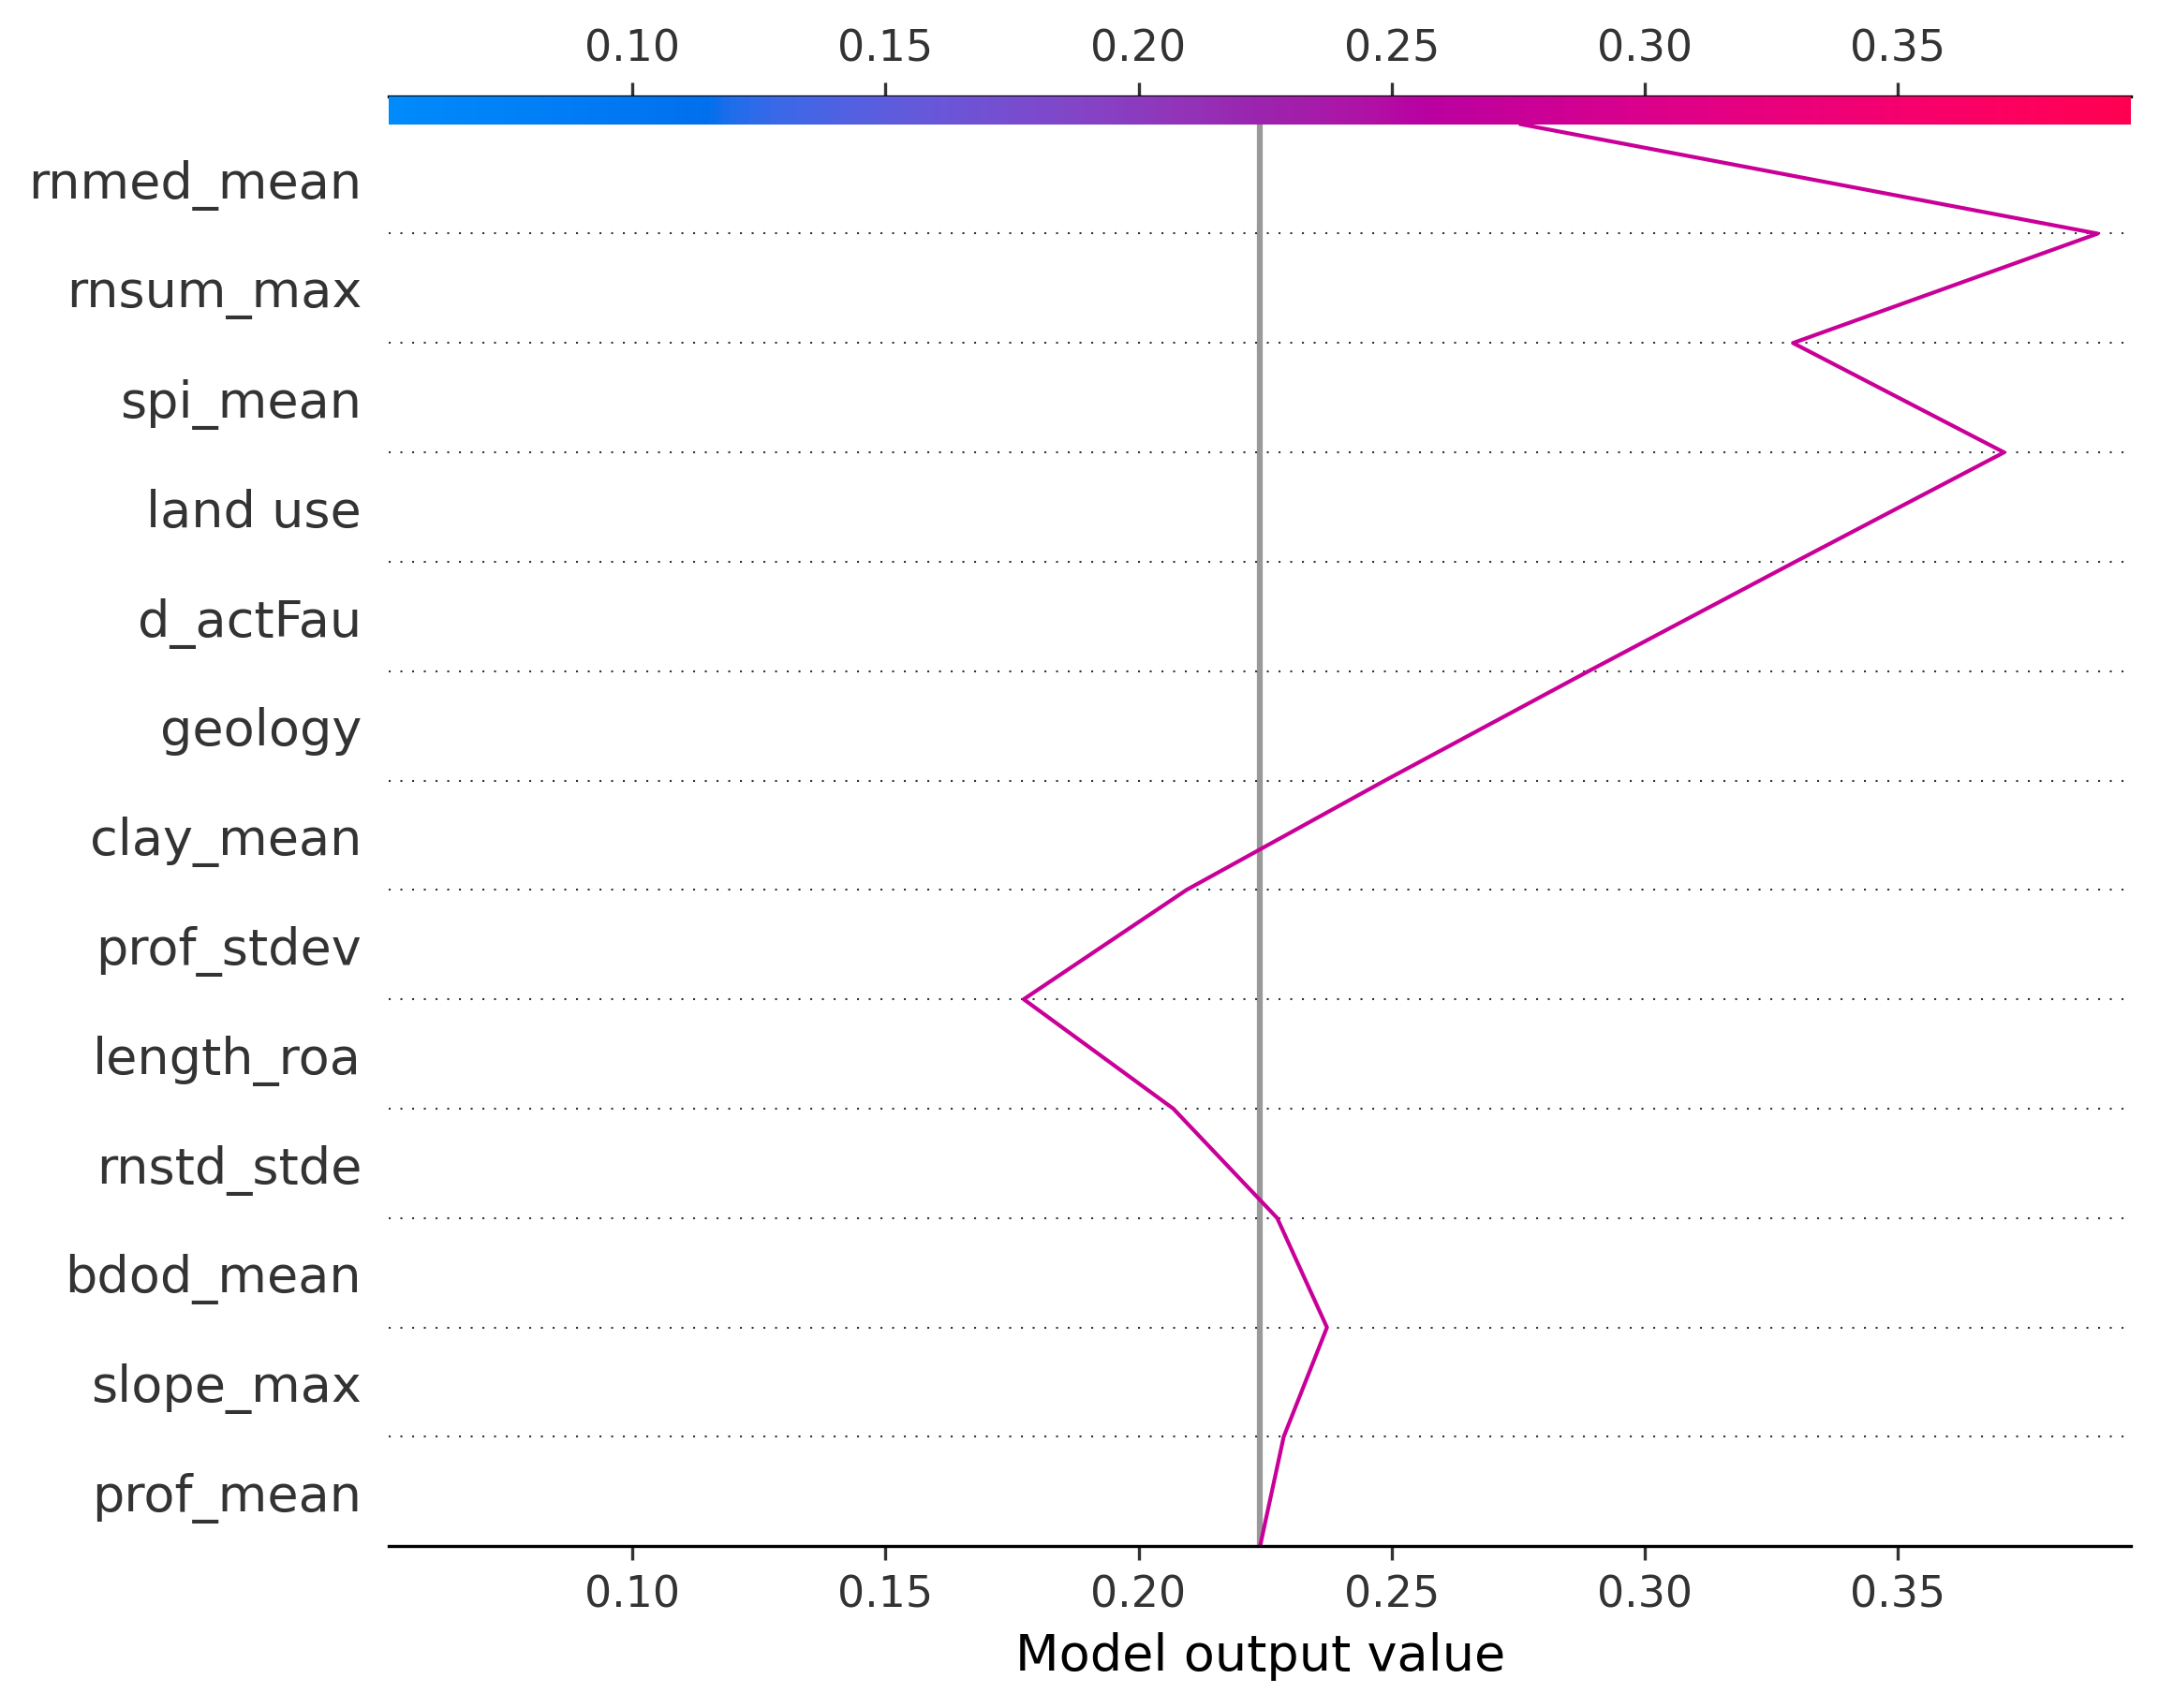 0.10 0.15 0.20 0.25 0.30 0.35
rnmed_mean
rnsum_max
spi_mean
land use
d_actFau
geology
clay_mean
prof_stdev
length_roa
rnstd_stde
bdod_mean
slope_max
prof_mean
0.10 0.15 0.20 0.25 0.30 0.35
Model output value